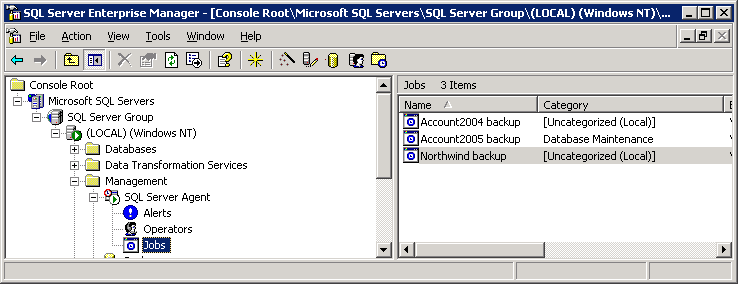 SQL Server Enterprise Manager - [Console Root\Microsoft SQL Servers\SQL Server Group\(LOCAL) (Windows NT)\...
File Action View Tools Window Help
Console Root
Microsoft SQL Servers
SQL Server Group
(LOCAL) (Windows NT)
Databases
Data Transformation Services
Management
SQL Server Agent
Alerts
Operators
Jobs
Jobs 3 Items
Name Category
Account2004 backup [Uncategorized (Local)]
Account2005 backup Database Maintenance
Northwind backup [Uncategorized (Local)]